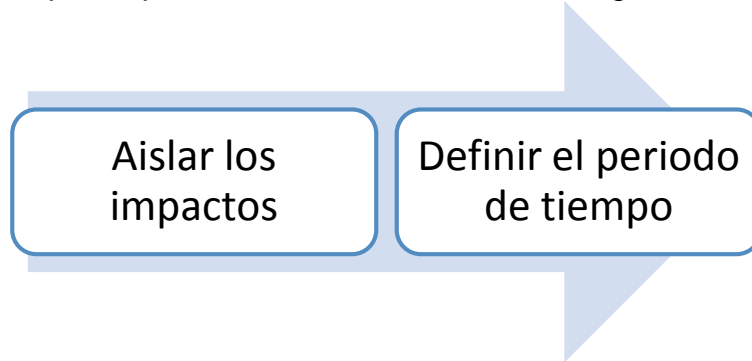 Aislar los
impactos
Definir el periodo
de tiempo